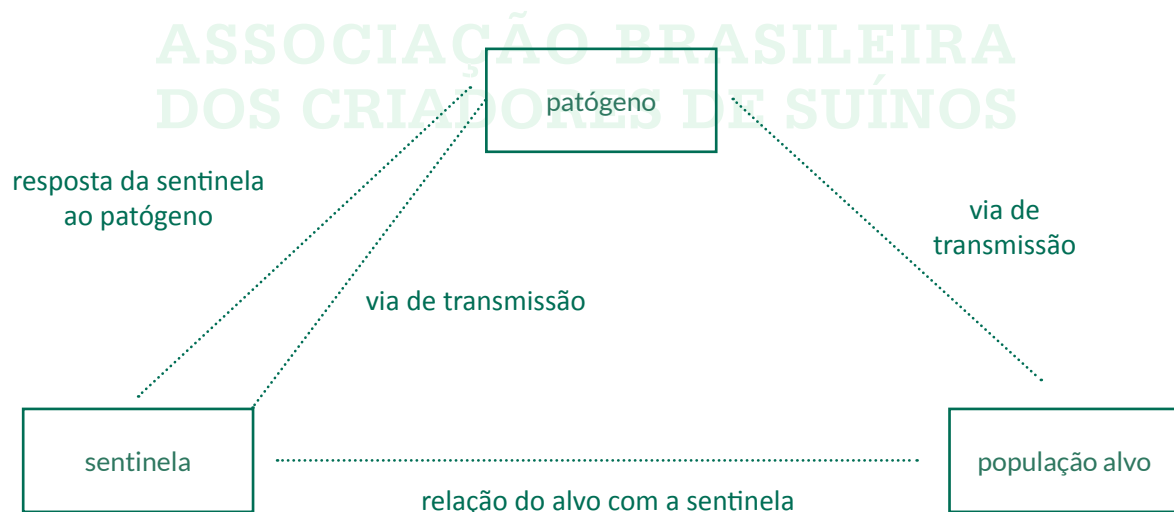 ASSOCIAÇÃO BRASILEIRA
DOS CRIADORES DE SUÍNOS
patógeno
resposta da sentinela
ao patógeno
via de
transmissão
via de transmissão
sentinela
população alvo
relação do alvo com a sentinela